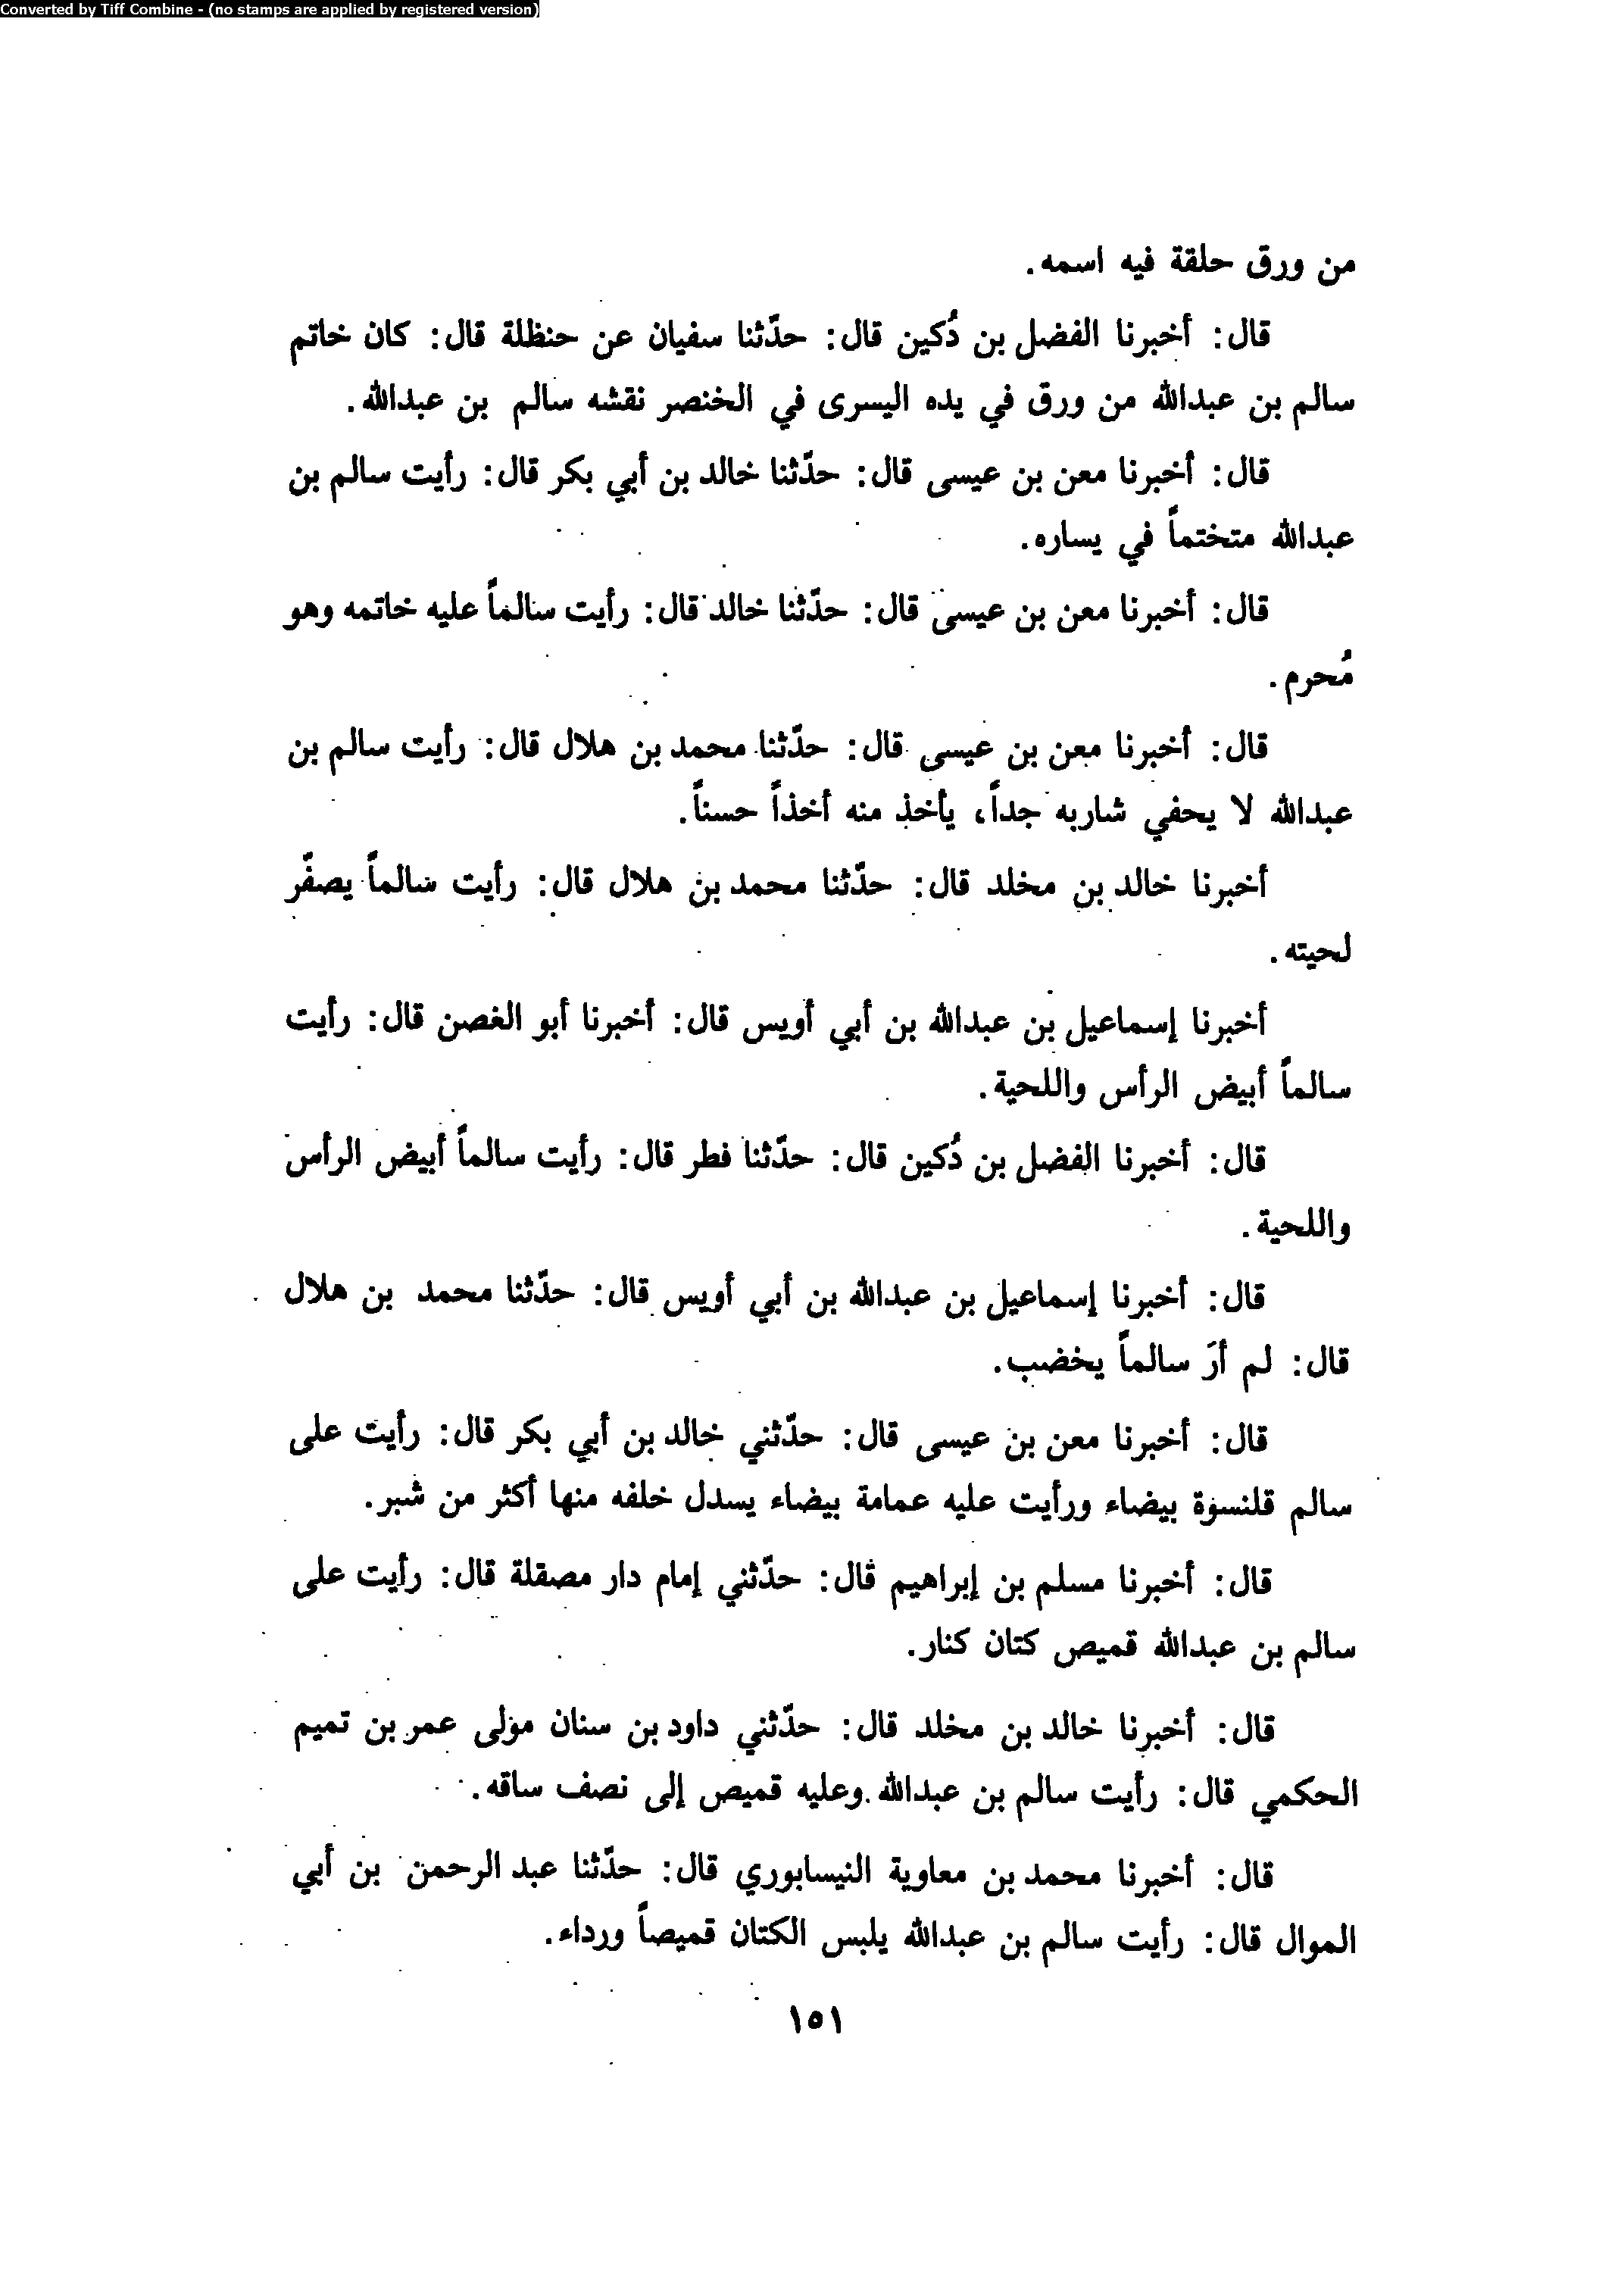 Converted by Tiff Combine - (no stamps are applied by registered version)
من ورق حلقة فيه اسمه.
قال: أخبرنا الفضل بن دُكين قال: حدّثنا سفيان عن حنظلة قال: كان خاتم
سالم بن عبدالله من ورق في يده اليسرى في الخنصر نقشه سالم بن عبدالله.
قال: أخبرنا معن بن عيسى قال: حدّثنا خالد بن أبي بكر قال: رأيت سالم بن
عبدالله متختماً في يساره.
قال: أخبرنا معن بن عيسى قال: حدّثنا خالد قال: رأيت سالماً عليه خاتمه وهو
مُحرم.
قال: أخبرنا معن بن عيسى قال: حدّثنا محمد بن هلال قال: رأيت سالم بن
عبدالله لا يحفي شاربه جداً، يأخذ منه أخذاً حسناً.
أخبرنا خالد بن مخلد قال: حدّثنا محمد بن هلال قال: رأيت سالماً يصفّر
لحيته.
أخبرنا إسماعيل بن عبدالله بن أبي أويس قال: أخبرنا أبو الغصن قال: رأيت
سالماً أبيض الرأس واللحية.
قال: أخبرنا الفضل بن دُكين قال: حدّثنا فطر قال: رأيت سالماً أبيض الرأس
واللحية.
قال: أخبرنا إسماعيل بن عبدالله بن أبي أويس قال: حدّثنا محمد بن هلال
قال: لم أرَ سالماً يخضب.
قال: أخبرنا معن بن عيسى قال: حدّثني خالد بن أبي بكر قال: رأيت على
سالم قلنسوة بيضاء ورأيت عليه عمامة بيضاء يسدل خلفه منها أكثر من شبر.
قال: أخبرنا مسلم بن إبراهيم قال: حدّثني إمام دار مصقلة قال: رأيت على
سالم بن عبدالله قميص كتان كنار.
قال: أخبرنا خالد بن مخلد قال: حدّثني داود بن سنان مولى عمر بن تميم
الحكمي قال: رأيت سالم بن عبدالله وعليه قميص إلى نصف ساقه.
قال: أخبرنا محمد بن معاوية النيسابوري قال: حدّثنا عبد الرحمن بن أبي
الموال قال: رأيت سالم بن عبدالله يلبس الكتان قميصاً ورداء.
١٥١